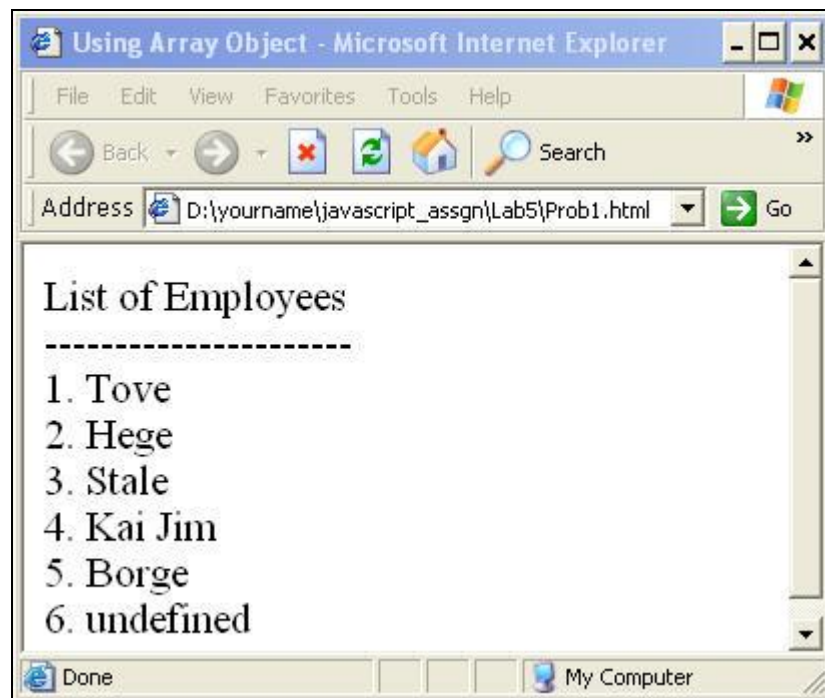 Using Array Object - Microsoft Internet Explorer
File Edit View Favorites Tools Help
Back Search »
Address D:\yourname\javascript_assgn\Lab5\Prob1.html Go
List of Employees
----------------------
1. Tove
2. Hege
3. Stale
4. Kai Jim
5. Borge
6. undefined
Done My Computer